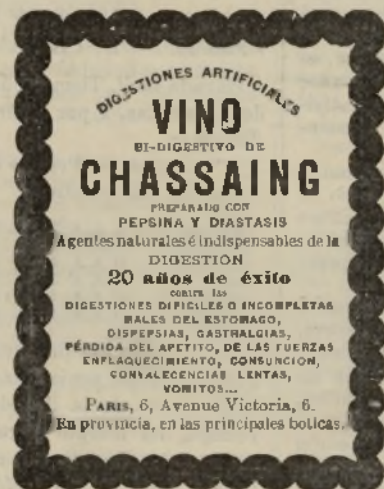 DIGESTIONES ARTIFICIALES
VINO
BI-DIGESTIVO DE
CHASSAING
PREPARADO CON
PEPSINA Y DIASTASIS
Agentes naturales é indispensables de la
DIGESTION
20 años de éxito
contra las
DIGESTIONES DIFICILES O INCOMPLETAS
MALES DEL ESTOMAGO,
DISPEPSIAS, GASTRALGIAS,
PÉRDIDA DEL APETITO, DE LAS FUERZAS
ENFLAQUECIMIENTO, CONSUNCION,
CONVALECENCIAS LENTAS,
VOMITOS...
PARIS, 6, Avenue Victoria, 6.
En provincia, en las principales boticas.